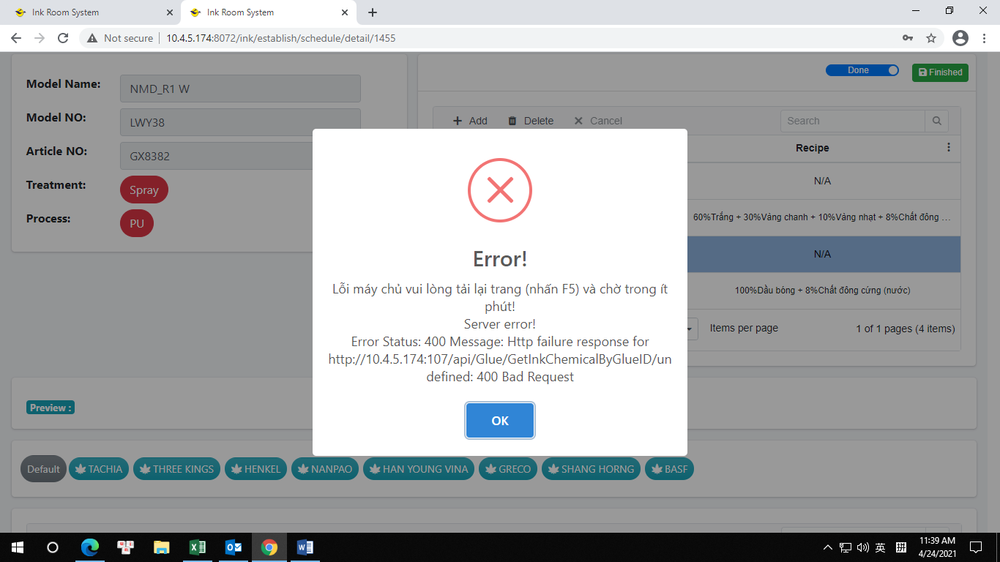 Ink Room System
Ink Room System
Not secure
10.4.5.174:8072/ink/establish/schedule/detail/1455
Model Name:
NMD_R1 W
Model NO:
LWY38
Article NO:
GX8382
Treatment:
Spray
Process:
PU
Done
Finished
Add
Delete
Cancel
Search
Recipe
N/A
60%Trắng + 30%Vàng chanh + 10%Vàng nhạt + 8%Chất đông ...
N/A
100%Dầu bóng + 8%Chất đông cứng (nước)
Items per page
1 of 1 pages (4 items)
Error!
Lỗi máy chủ vui lòng tải lại trang (nhấn F5) và chờ trong ít
phút!
Server error!
Error Status: 400 Message: Http failure response for
http://10.4.5.174:107/api/Glue/GetInkChemicalByGlueID/un
defined: 400 Bad Request
OK
Preview :
Default
TACHIA
THREE KINGS
HENKEL
NANPAO
HAN YOUNG VINA
GRECO
SHANG HORNG
BASF
英
拼
11:39 AM
4/24/2021